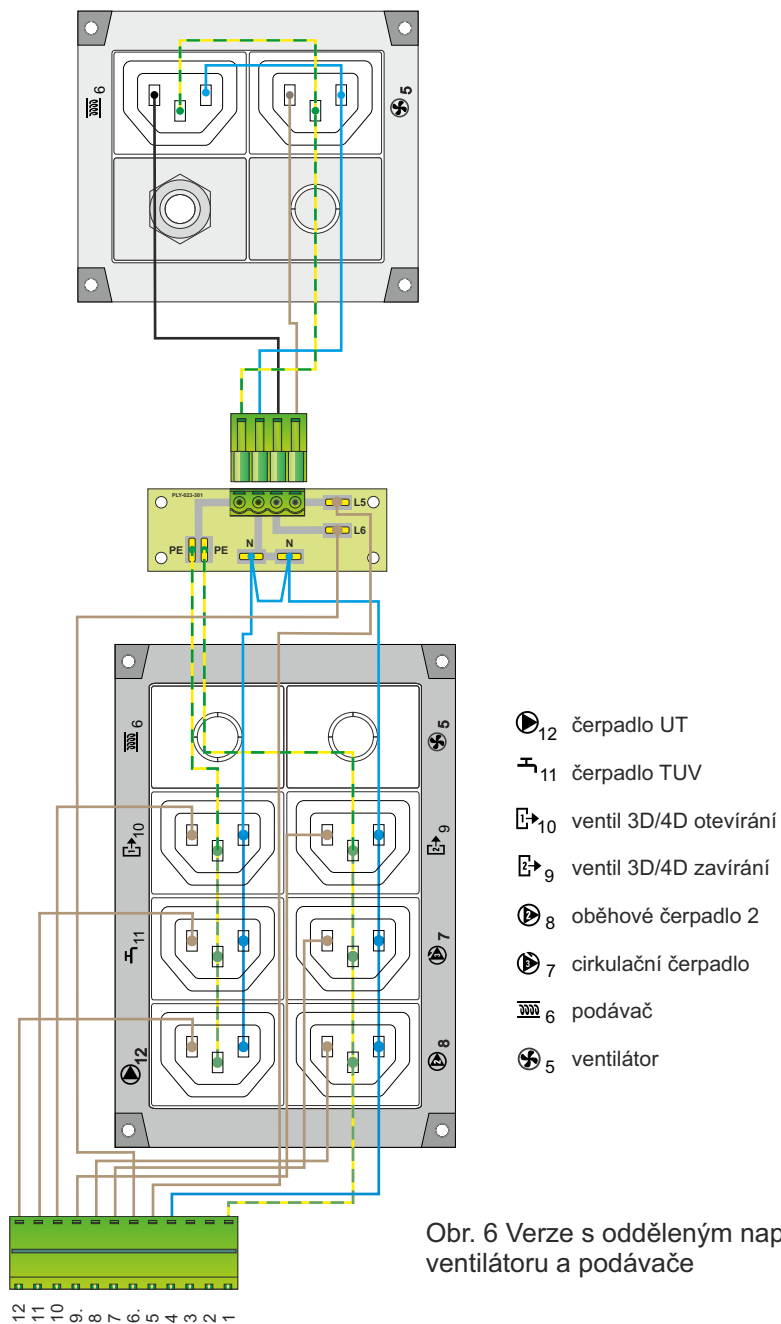 6
5
PLY-023-301
L5
L6
PE
PE
N
N
6
5
10
9
11
7
12
8
12 čerpadlo UT
11 čerpadlo TUV
10 ventil 3D/4D otevírání
9 ventil 3D/4D zavírání
8 oběhové čerpadlo 2
7 cirkulační čerpadlo
6 podávač
5 ventilátor
Obr. 6 Verze s odděleným nap
ventilátoru a podávače
12
11
10
9.
8
7
6.
5
4
3
2
1